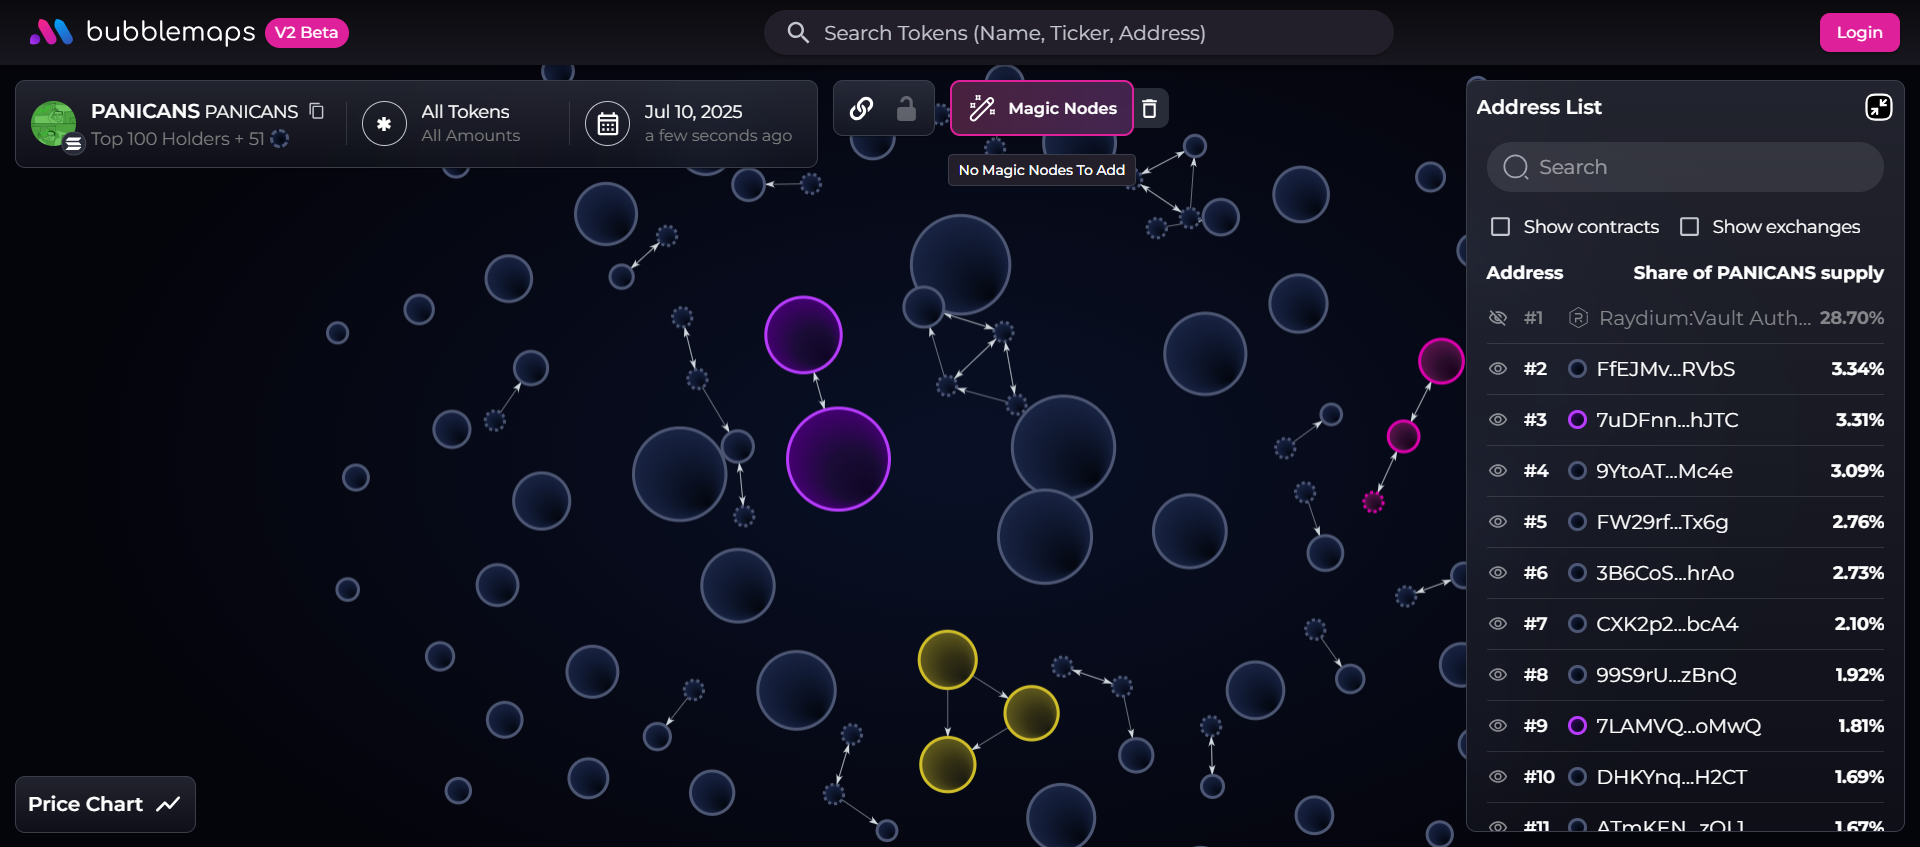 bubblemaps V2 Beta
Search Tokens (Name, Ticker, Address)
Login
PANICANS PANICANS
Top 100 Holders + 51
All Tokens
All Amounts
Jul 10, 2025
a few seconds ago
Magic Nodes
No Magic Nodes To Add
Address List
Search
Show contracts Show exchanges
Address Share of PANICANS supply
#1 Raydium:Vault Auth... 28.70%
#2 FfEJMv...RVbS 3.34%
#3 7uDFnn...hJTC 3.31%
#4 9YtoAT...Mc4e 3.09%
#5 FW29rf...Tx6g 2.76%
#6 3B6CoS...hrAo 2.73%
#7 CXK2p2...bcA4 2.10%
#8 99S9rU...zBnQ 1.92%
#9 7LAMVQ...oMwQ 1.81%
#10 DHKYnq...H2CT 1.69%
#11 1.67%
Price Chart